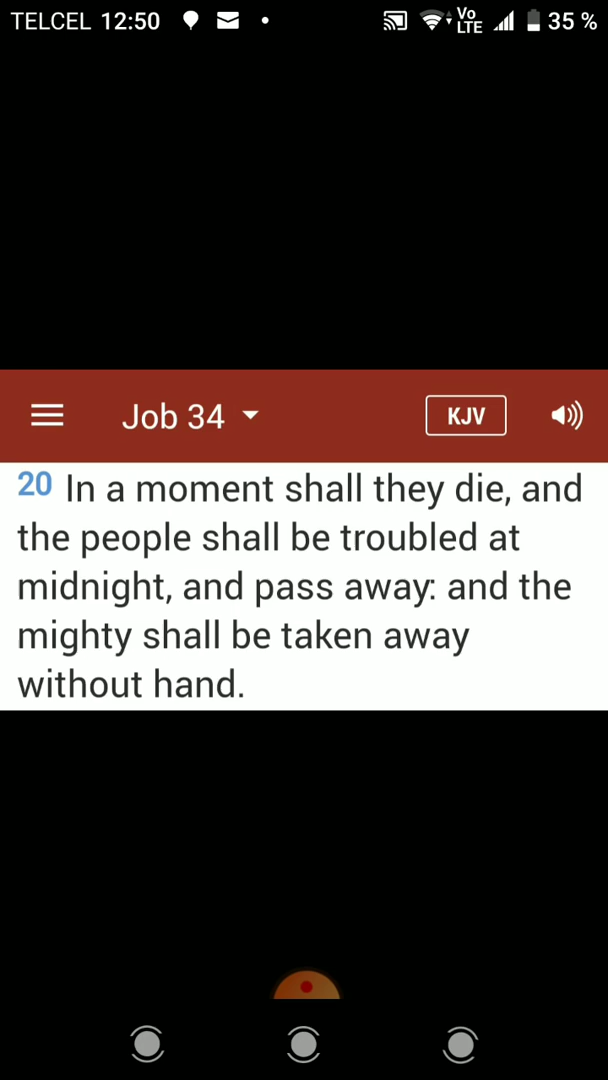 TELCEL 12:50 Vo LTE 35 %
Job 34 KJV
20 In a moment shall they die, and
the people shall be troubled at
midnight, and pass away: and the
mighty shall be taken away
without hand.